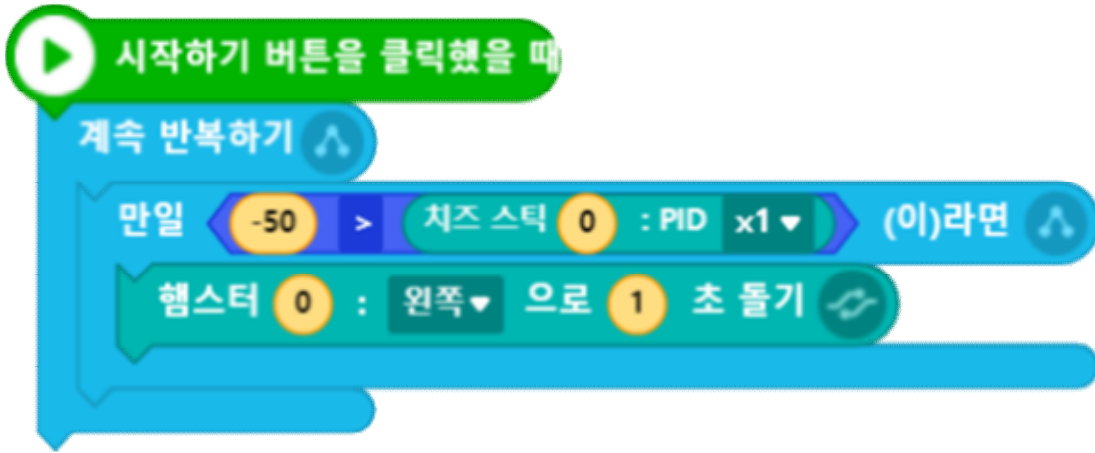 시작하기 버튼을 클릭했을 때
계속 반복하기
만일 -50 > 치즈 스틱 0 : PID x1 (이)라면
햄스터 0 : 왼쪽 으로 1 초 돌기